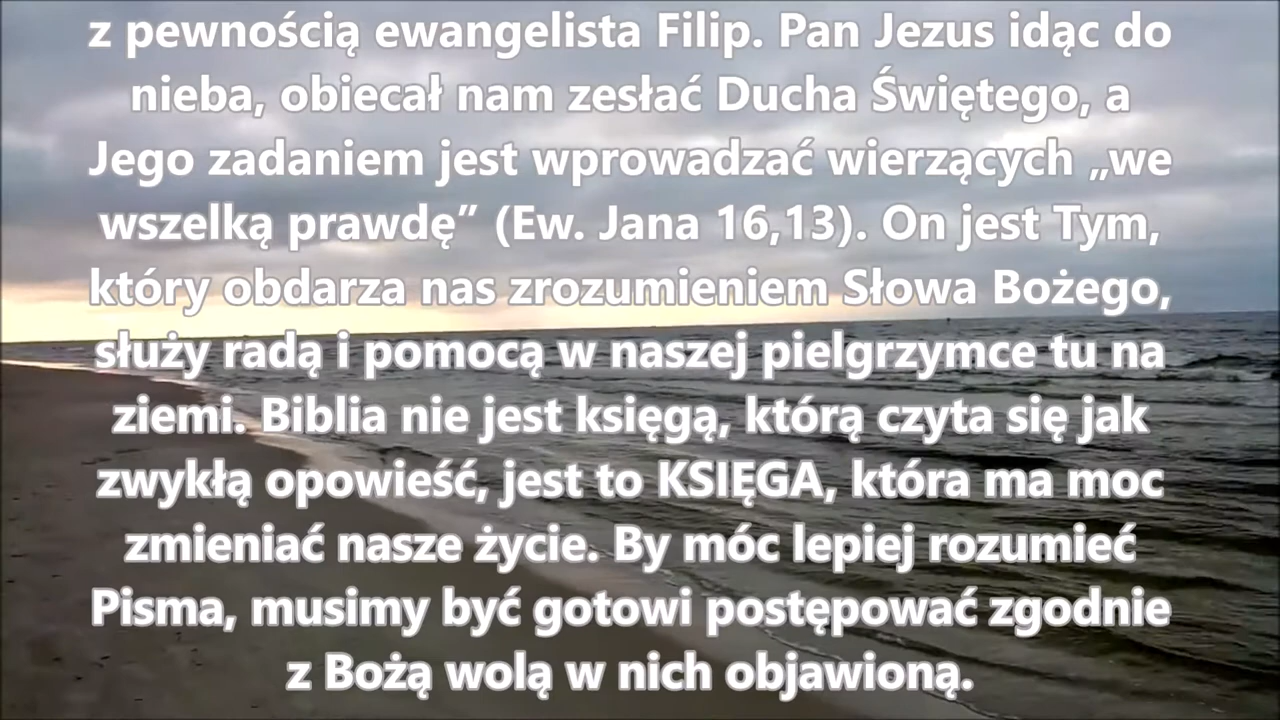 z pewnością ewangelista Filip. Pan Jezus idąc do
nieba, obiecał nam zesłać Ducha Świętego, a
Jego zadaniem jest wprowadzać wierzących „we
wszelką prawdę” (Ew. Jana 16,13). On jest Tym,
który obdarza nas zrozumieniem Słowa Bożego,
służy radą i pomocą w naszej pielgrzymce tu na
ziemi. Biblia nie jest księgą, którą czyta się jak
zwykłą opowieść, jest to KSIĘGA, która ma moc
zmieniać nasze życie. By móc lepiej rozumieć
Pisma, musimy być gotowi postępować zgodnie
z Bożą wolą w nich objawioną.